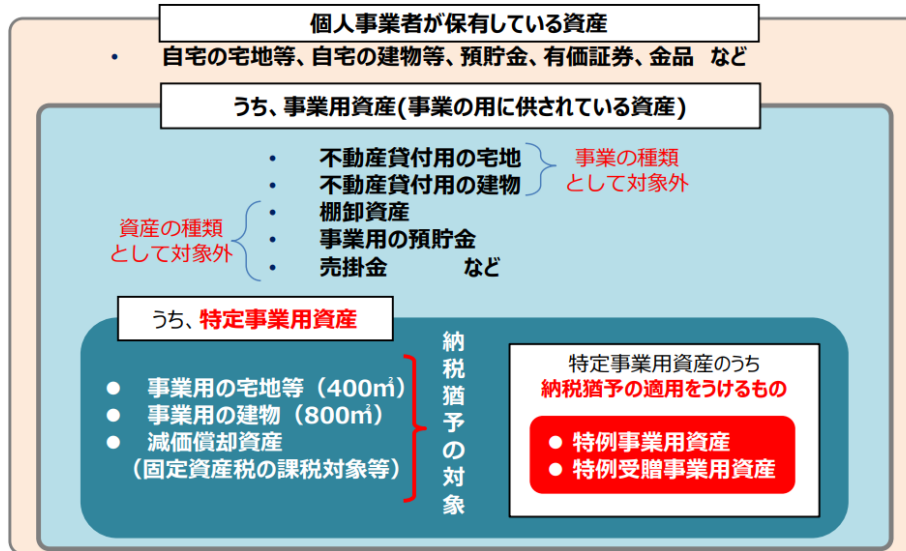 個人事業者が保有している資産
・ 自宅の宅地等、自宅の建物等、預貯金、有価証券、金品 など
うち、事業用資産(事業の用に供されている資産)
・ 不動産貸付用の宅地
・ 不動産貸付用の建物
事業の種類
として対象外
・ 棚卸資産
・ 事業用の預貯金
・ 売掛金 など
資産の種類
として対象外
うち、特定事業用資産
● 事業用の宅地等（400㎡）
● 事業用の建物（800㎡）
● 減価償却資産
（固定資産税の課税対象等）
納税猶予の対象
特定事業用資産のうち
納税猶予の適用をうけるもの
● 特例事業用資産
● 特例受贈事業用資産